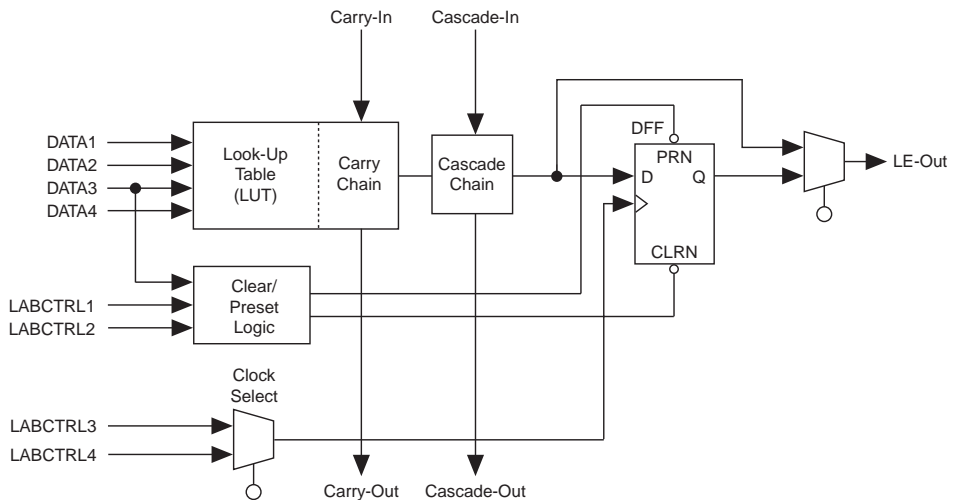 Carry-In
Cascade-In
DATA1
DATA2
DATA3
DATA4
Look-Up
Table
(LUT)
Carry
Chain
Cascade
Chain
DFF
PRN
D
Q
CLRN
LE-Out
LABCTRL1
LABCTRL2
Clear/
Preset
Logic
Clock
Select
LABCTRL3
LABCTRL4
Carry-Out
Cascade-Out